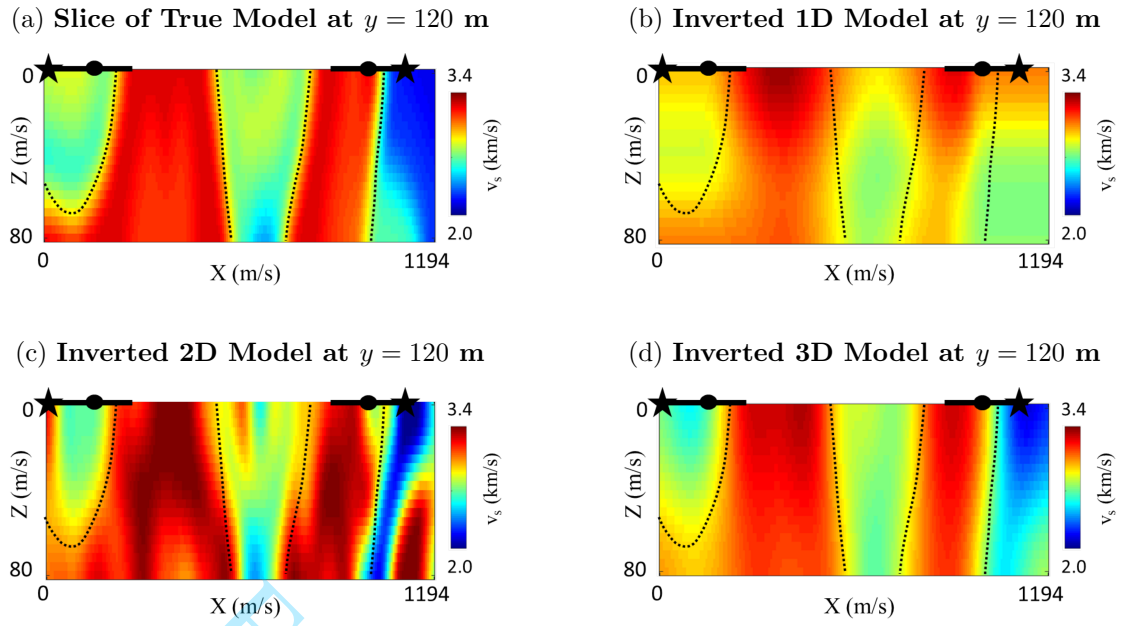 (a) Slice of True Model at y = 120 m
0
Z (m/s)
80
0
X (m/s)
1194
3.4
v_s (km/s)
2.0
(b) Inverted 1D Model at y = 120 m
0
Z (m/s)
80
0
X (m/s)
1194
3.4
v_s (km/s)
2.0
(c) Inverted 2D Model at y = 120 m
0
Z (m/s)
80
0
X (m/s)
1194
3.4
v_s (km/s)
2.0
(d) Inverted 3D Model at y = 120 m
0
Z (m/s)
80
0
X (m/s)
1194
3.4
v_s (km/s)
2.0